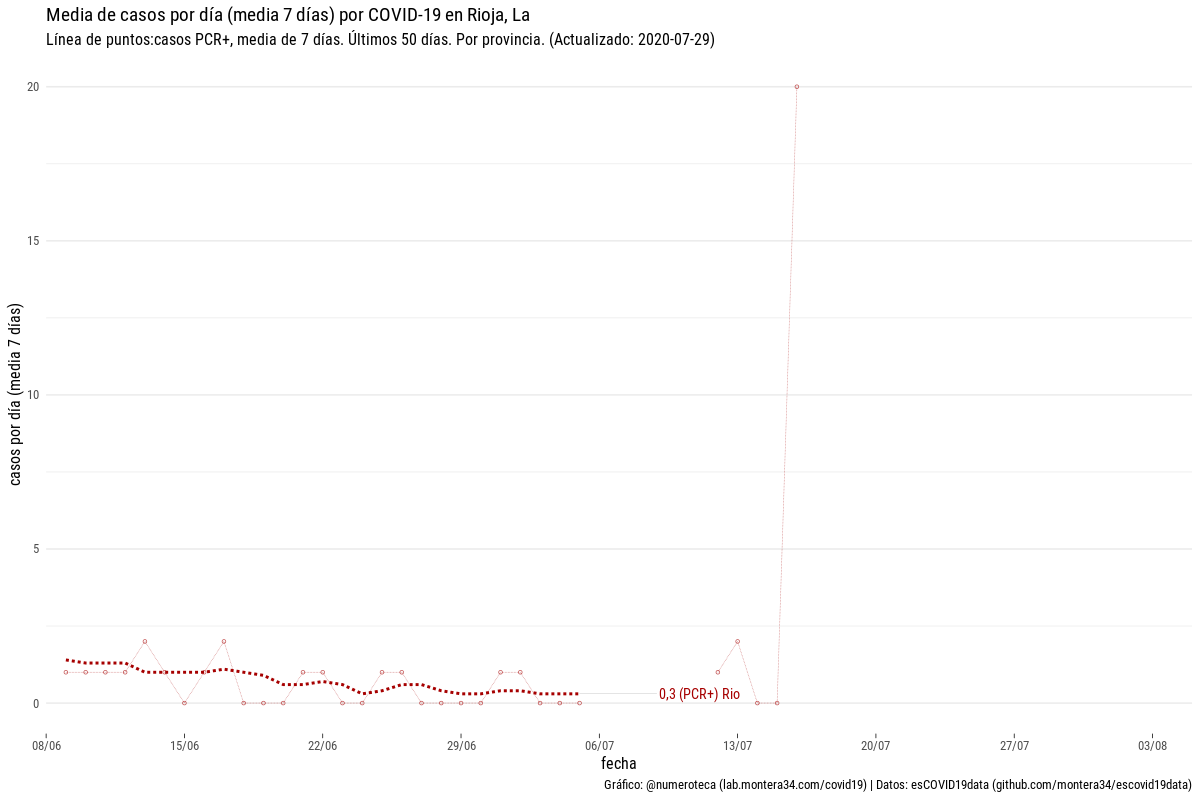 Media de casos por día (media 7 días) por COVID-19 en Rioja, La
Línea de puntos:casos PCR+, media de 7 días. Últimos 50 días. Por provincia. (Actualizado: 2020-07-29)
casos por día (media 7 días)
20
15
10
5
0
0,3 (PCR+) Rio
08/06 15/06 22/06 29/06 06/07 13/07 20/07 27/07 03/08
fecha
Gráfico: @numeroteca (lab.montera34.com/covid19) | Datos: esCOVID19data (github.com/montera34/escovid19data)